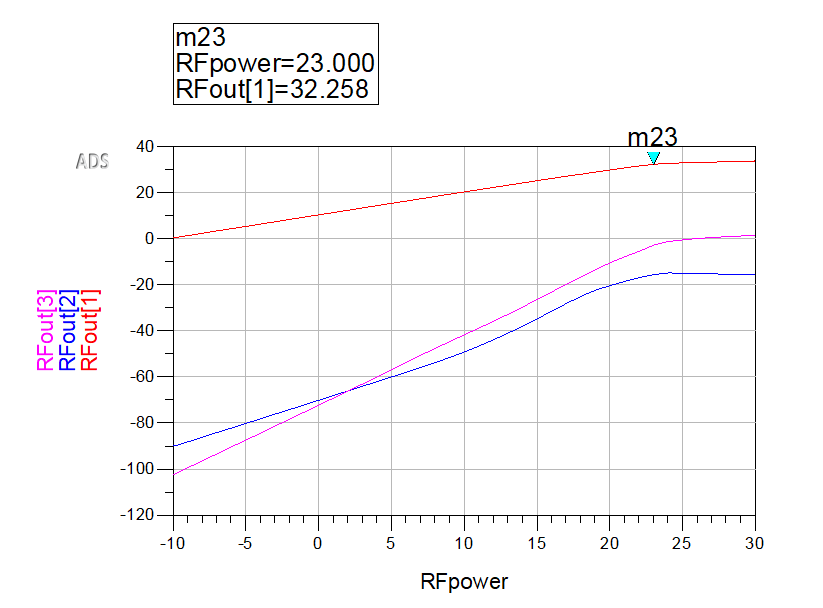 m23
RFpower=23.000
RFout[1]=32.258
m23
ADS
40
20
0
-20
-40
-60
-80
-100
-120
RFout[3]
RFout[2]
RFout[1]
-10 -5 0 5 10 15 20 25 30
RFpower